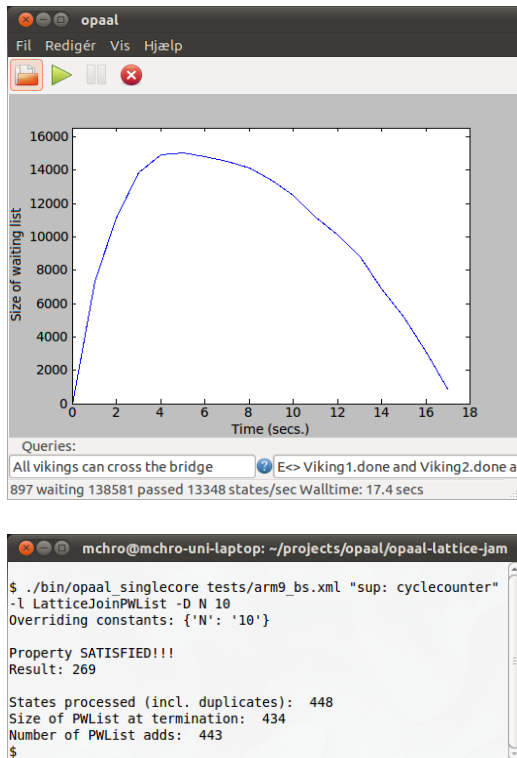 opaal
Fil Redigér Vis Hjælp
16000
14000
12000
10000
8000
6000
4000
2000
0
Size of waiting list
0 2 4 6 8 10 12 14 16 18
Time (secs.)
Queries:
All vikings can cross the bridge E<> Viking1.done and Viking2.done a
897 waiting 138581 passed 13348 states/sec Walltime: 17.4 secs
mchro@mchro-uni-laptop: ~/projects/opaal/opaal-lattice-jam
$ ./bin/opaal_singlecore tests/arm9_bs.xml "sup: cyclecounter"
-l LatticeJoinPWList -D N 10
Overriding constants: {'N': '10'}
Property SATISFIED!!!
Result: 269
States processed (incl. duplicates): 448
Size of PWList at termination: 434
Number of PWList adds: 443
$